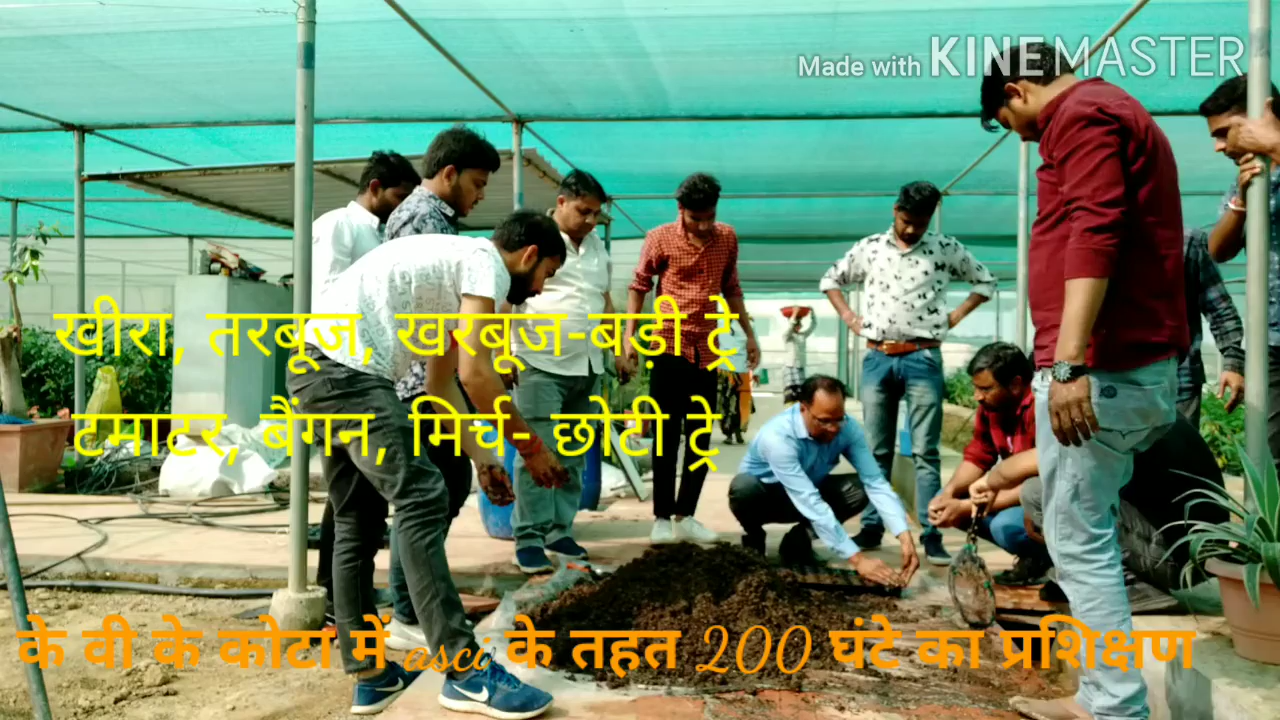 Made with KINEMASTER
खीरा, तरबूज, खरबूज-बड़ी ट्रे
टमाटर, बैंगन, मिर्च- छोटी ट्रे
के वी के कोटा में asci के तहत 200 घंटे का प्रशिक्षण